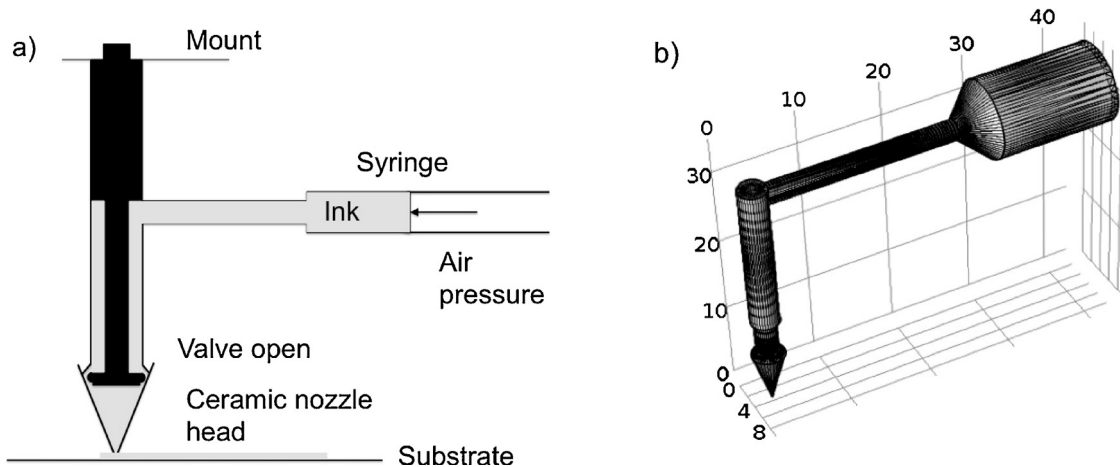 a)
Mount
Syringe
Ink
Air
pressure
Valve open
Ceramic nozzle
head
Substrate
b)
40
30
20
10
0
30
20
10
0
0
4
8